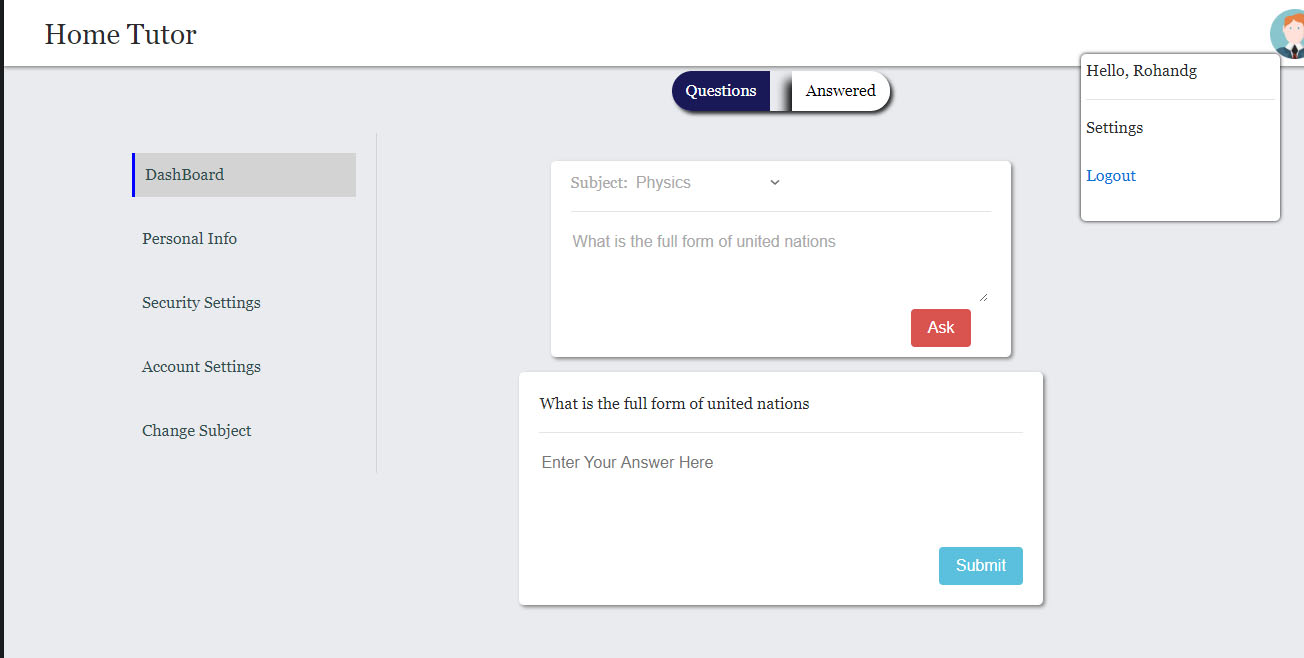 Home Tutor
Hello, Rohandg
Settings
Logout
Questions
Answered
DashBoard
Personal Info
Security Settings
Account Settings
Change Subject
Subject: Physics
What is the full form of united nations
Ask
What is the full form of united nations
Enter Your Answer Here
Submit